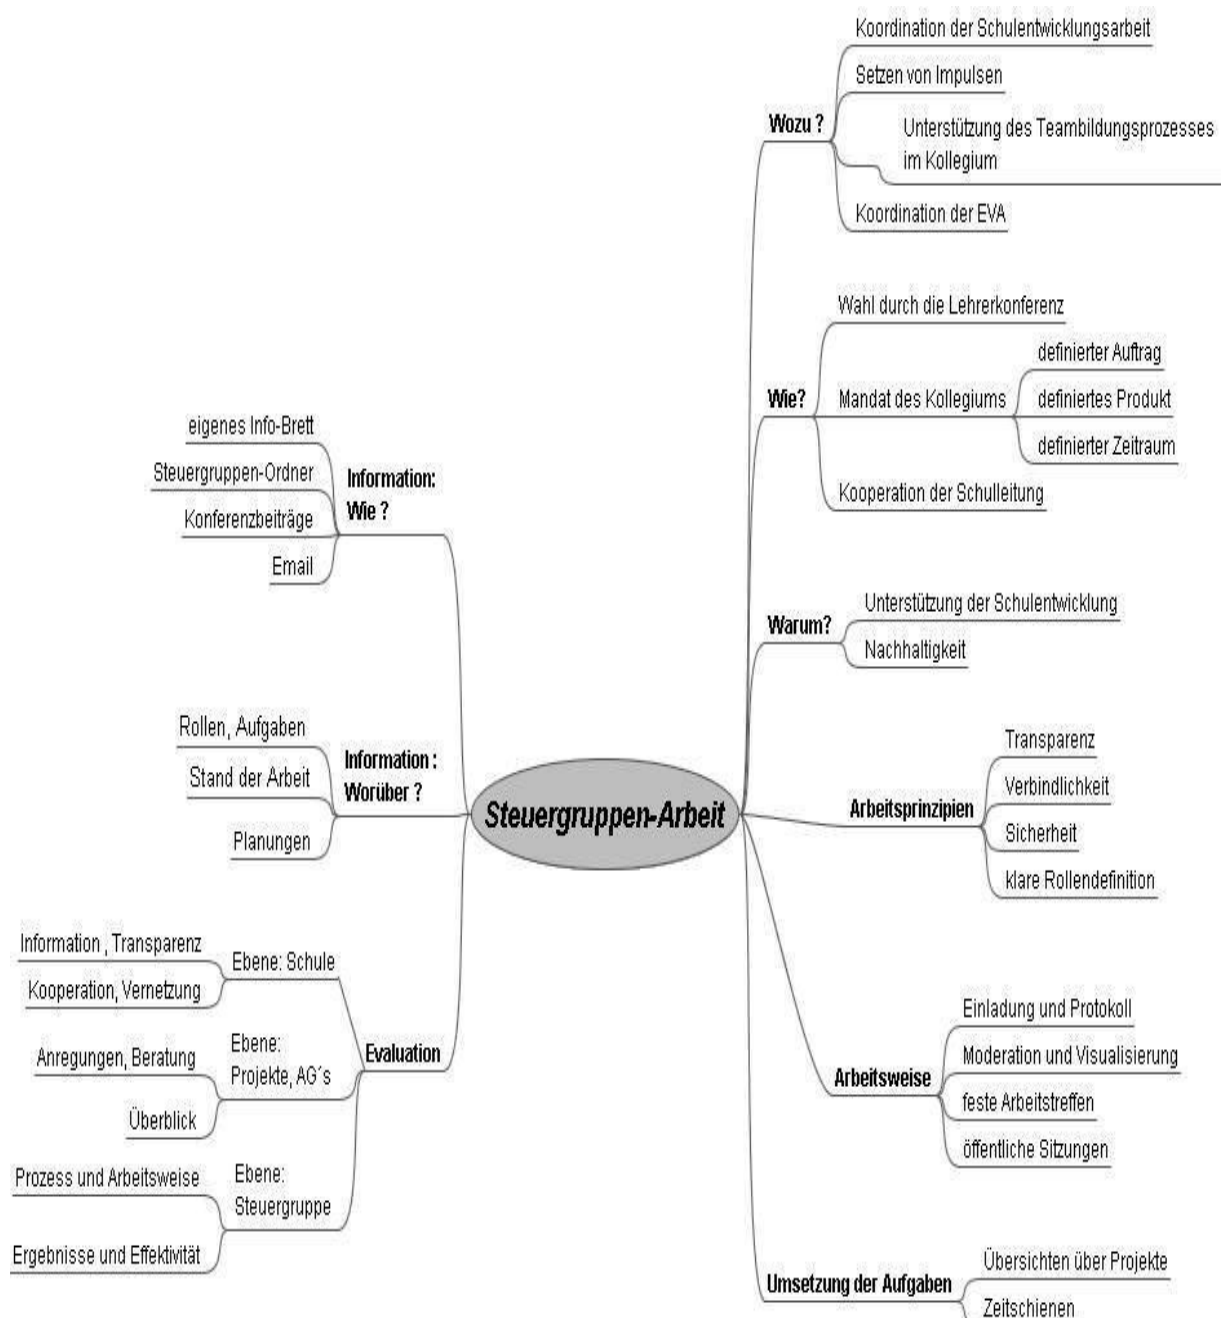 Koordination der Schulentwicklungsarbeit
Setzen von Impulsen
Wozu ?
Unterstützung des Teambildungsprozesses
im Kollegium
Koordination der EVA
Wahl durch die Lehrerkonferenz
definierter Auftrag
Wie?
Mandat des Kollegiums
definiertes Produkt
definierter Zeitraum
Kooperation der Schulleitung
Unterstützung der Schulentwicklung
Warum?
Nachhaltigkeit
Transparenz
Verbindlichkeit
Arbeitsprinzipien
Sicherheit
klare Rollendefinition
Einladung und Protokoll
Moderation und Visualisierung
Arbeitsweise
feste Arbeitstreffen
öffentliche Sitzungen
Übersichten über Projekte
Umsetzung der Aufgaben
Zeitschienen
Steuergruppen-Arbeit
eigenes Info-Brett
Steuergruppen-Ordner
Information:
Wie ?
Konferenzbeiträge
Email
Rollen, Aufgaben
Information :
Worüber ?
Stand der Arbeit
Planungen
Information , Transparenz
Ebene: Schule
Kooperation, Vernetzung
Evaluation
Ebene:
Projekte, AG´s
Anregungen, Beratung
Überblick
Prozess und Arbeitsweise
Ebene:
Steuergruppe
Ergebnisse und Effektivität